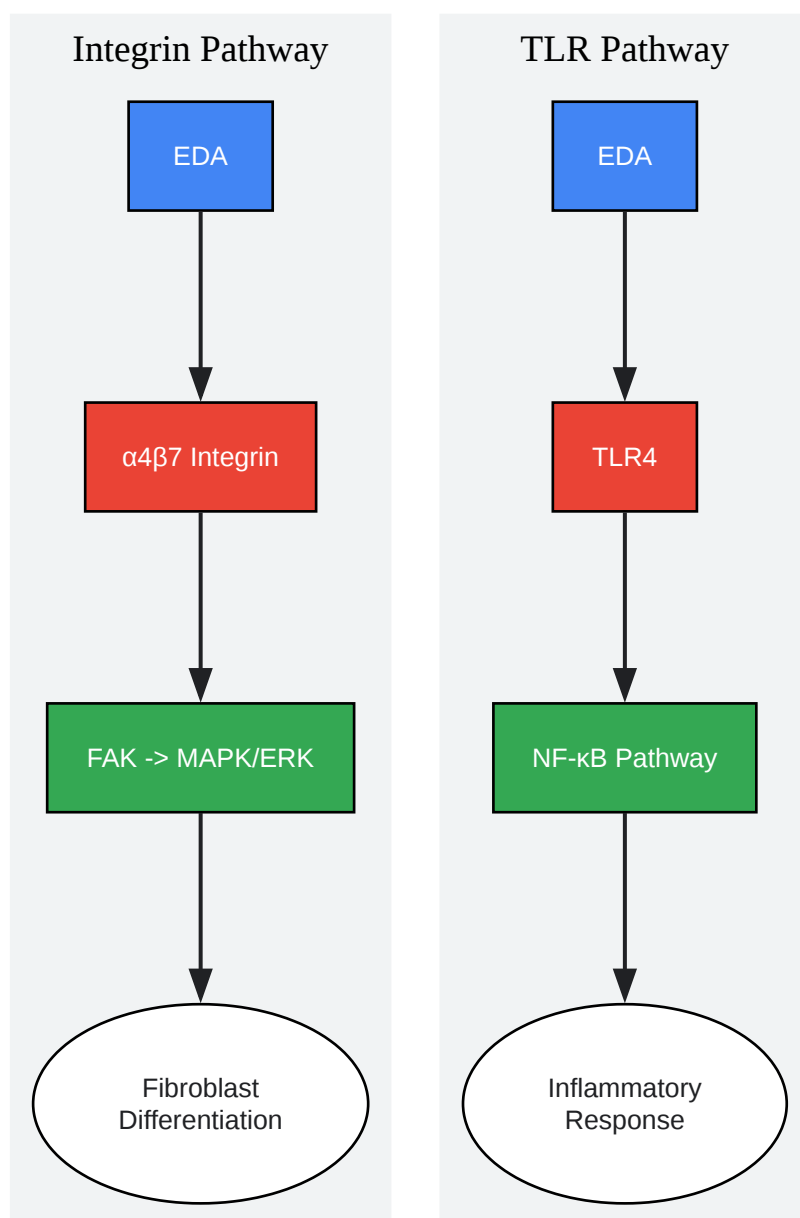 Integrin Pathway
EDA
α4β7 Integrin
FAK -> MAPK/ERK
Fibroblast
Differentiation
TLR Pathway
EDA
TLR4
NF-κB Pathway
Inflammatory
Response